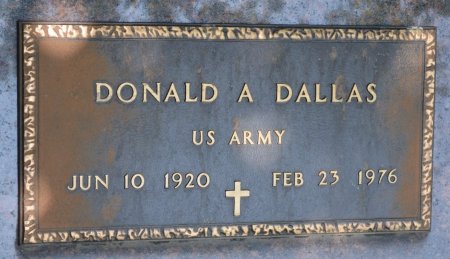 DONALD A DALLAS
US ARMY
JUN 10 1920 FEB 23 1976